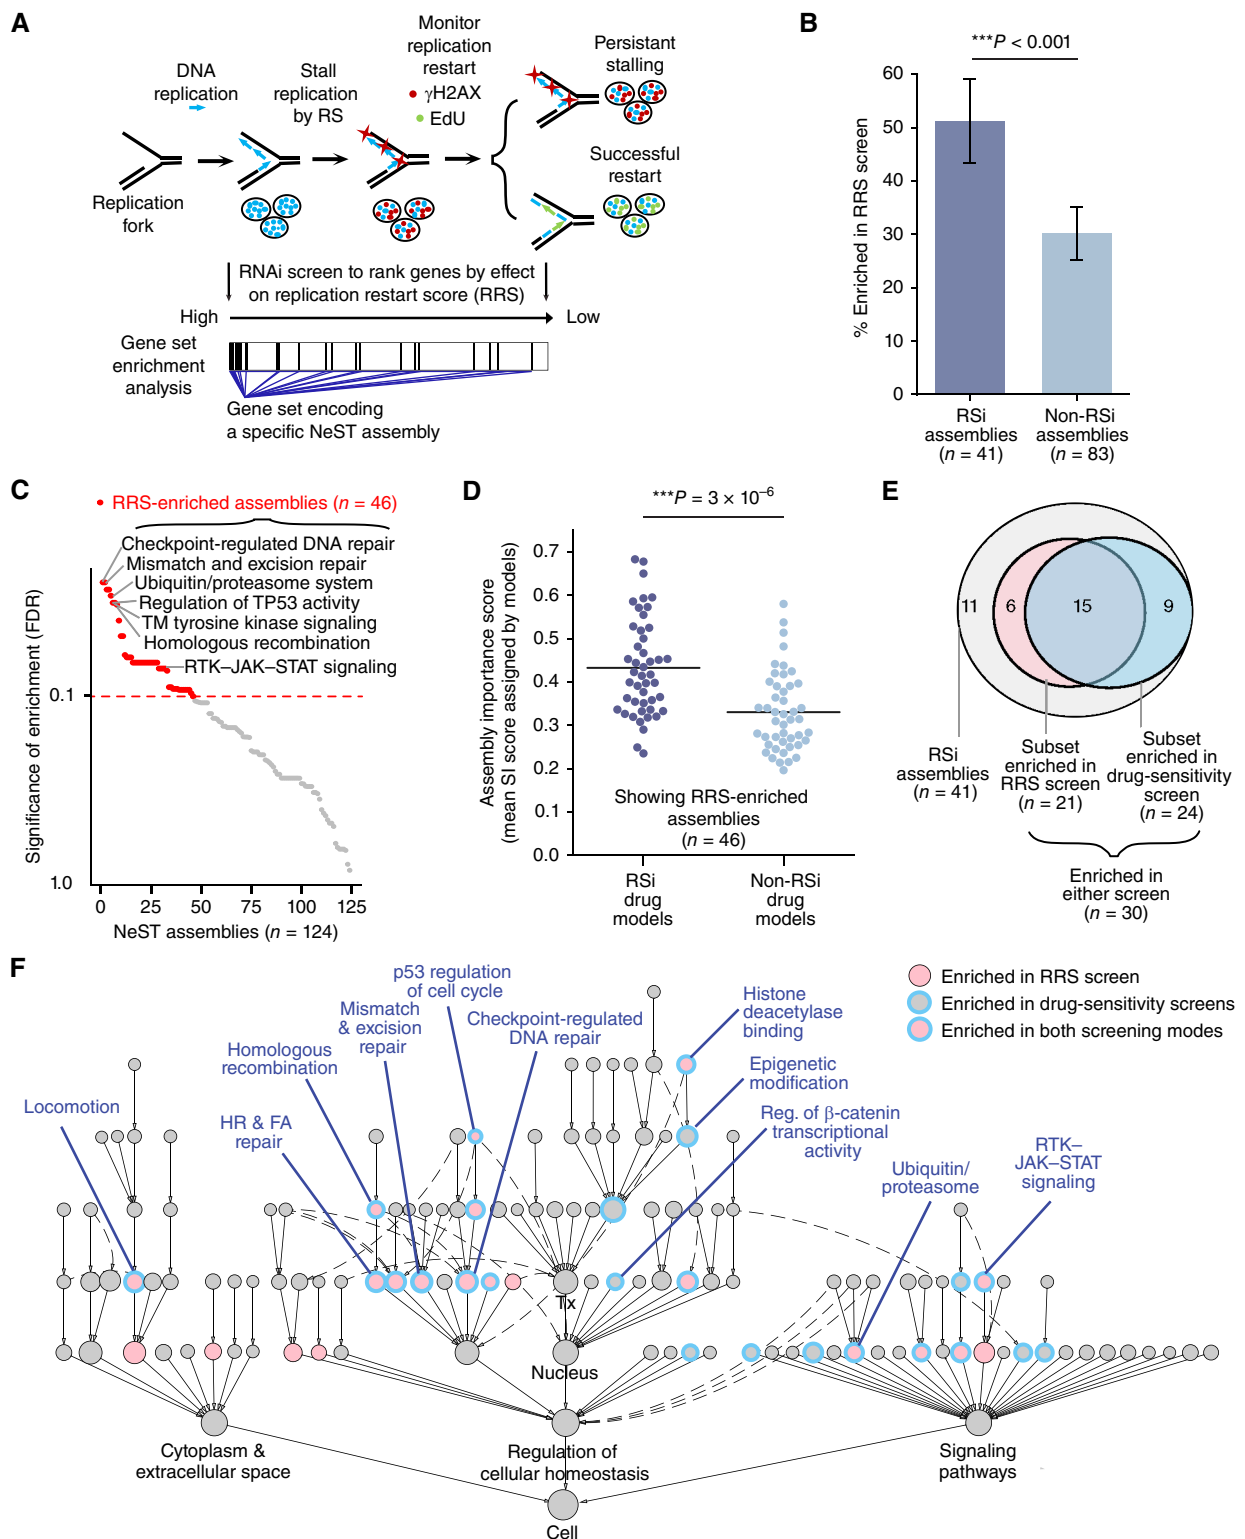 A
DNA
replication
Stall
replication
by RS
Monitor
replication
restart
γH2AX
EdU
Persistant
stalling
Successful
restart
Replication
fork
RNAi screen to rank genes by effect
on replication restart score (RRS)
High
Low
Gene set
enrichment
analysis
Gene set encoding
a specific NeST assembly
B
***P < 0.001
% Enriched in RRS screen
60
50
40
30
20
10
0
RSi
assemblies
(n = 41)
Non-RSi
assemblies
(n = 83)
C
RRS-enriched assemblies (n = 46)
Checkpoint-regulated DNA repair
Mismatch and excision repair
Ubiquitin/proteasome system
Regulation of TP53 activity
TM tyrosine kinase signaling
Homologous recombination
RTK–JAK–STAT signaling
Significance of enrichment (FDR)
0.1
1.0
0
25
50
75
100
125
NeST assemblies (n = 124)
D
***P = 3 × 10–6
Assembly importance score
(mean SI score assigned by models)
0.7
0.6
0.5
0.4
0.3
0.2
0.1
0.0
Showing RRS-enriched
assemblies
(n = 46)
RSi
drug
models
Non-RSi
drug
models
E
11
6
15
9
RSi
assemblies
(n = 41)
Subset
enriched in
RRS screen
(n = 21)
Subset
enriched in
drug-sensitivity
screen
(n = 24)
Enriched in
either screen
(n = 30)
F
Enriched in RRS screen
Enriched in drug-sensitivity screens
Enriched in both screening modes
p53 regulation
of cell cycle
Mismatch
& excision
repair
Checkpoint-regulated
DNA repair
Histone
deacetylase
binding
Homologous
recombination
Epigenetic
modification
Locomotion
HR & FA
repair
Reg. of β-catenin
transcriptional
activity
Ubiquitin/
proteasome
RTK–
JAK–STAT
signaling
Tx
Nucleus
Cytoplasm &
extracellular space
Regulation of
cellular homeostasis
Signaling
pathways
Cell